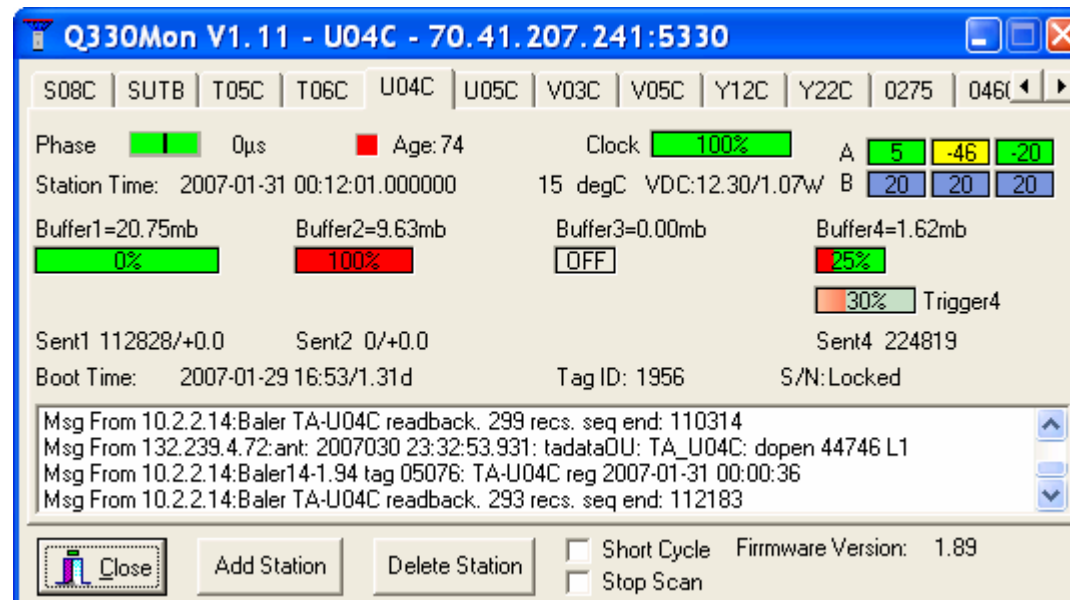 Q330Mon V1.11 - U04C - 70.41.207.241:5330
S08C SUTB T05C T06C U04C U05C V03C V05C Y12C Y22C 0275 0460
Phase 0µs Age: 74 Clock 100% A 5 -46 -20
Station Time: 2007-01-31 00:12:01.000000 15 degC VDC:12.30/1.07w B 20 20 20
Buffer1=20.75mb Buffer2=9.63mb Buffer3=0.00mb Buffer4=1.62mb
0% 100% OFF 25%
30% Trigger4
Sent1 112828/+0.0 Sent2 0/+0.0 Sent4 224819
Boot Time: 2007-01-29 16:53/1.31d Tag ID: 1956 S/N:Locked
Msg From 10.2.2.14:Baler TA-U04C readback. 299 recs. seq end: 110314
Msg From 132.239.4.72:ant: 2007030 23:32:53.931: tadataOU: TA_U04C: dopen 44746 L1
Msg From 10.2.2.14:Baler14-1.94 tag 05076: TA-U04C reg 2007-01-31 00:00:36
Msg From 10.2.2.14:Baler TA-U04C readback. 293 recs. seq end: 112183
Close Add Station Delete Station Short Cycle Firmware Version: 1.89
Stop Scan